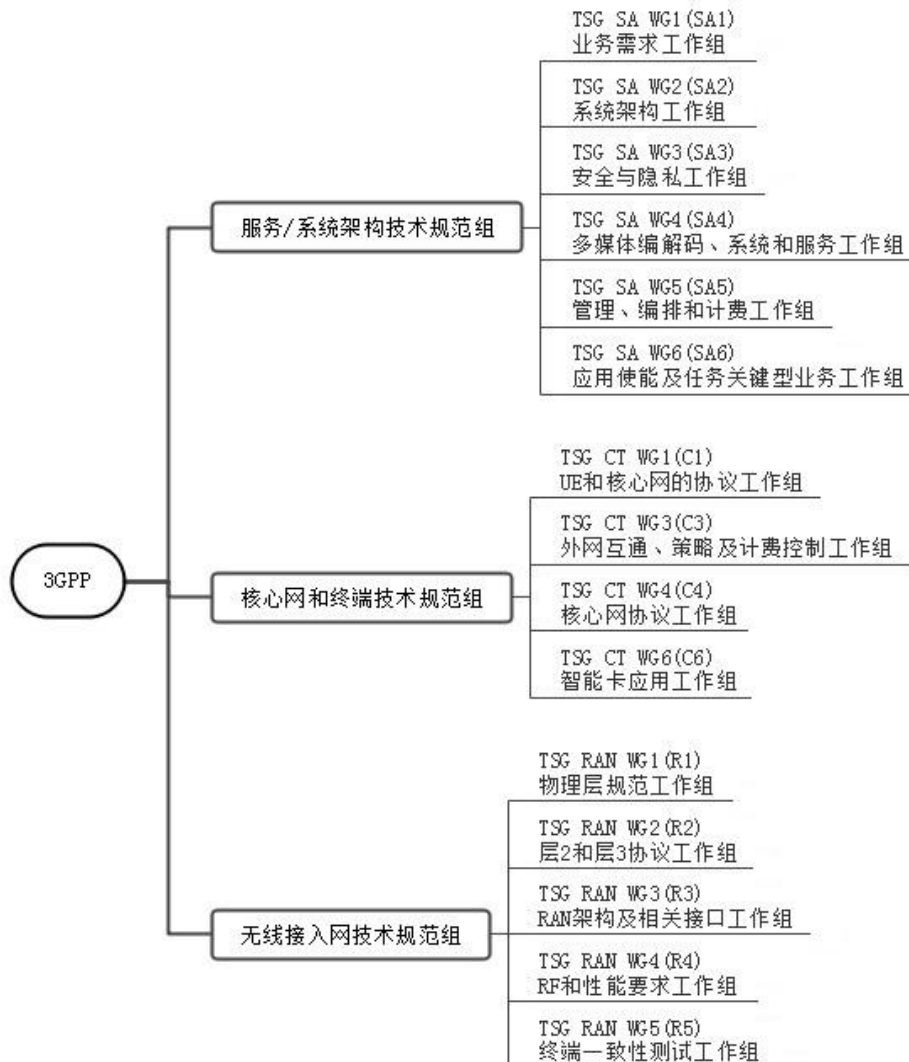 3GPP
服务/系统架构技术规范组
TSG SA WG1(SA1)
业务需求工作组
TSG SA WG2(SA2)
系统架构工作组
TSG SA WG3(SA3)
安全与隐私工作组
TSG SA WG4(SA4)
多媒体编解码、系统和服务工作组
TSG SA WG5(SA5)
管理、编排和计费工作组
TSG SA WG6(SA6)
应用使能及任务关键型业务工作组
核心网和终端技术规范组
TSG CT WG1(C1)
UE和核心网的协议工作组
TSG CT WG3(C3)
外网互通、策略及计费控制工作组
TSG CT WG4(C4)
核心网协议工作组
TSG CT WG6(C6)
智能卡应用工作组
无线接入网技术规范组
TSG RAN WG1(R1)
物理层规范工作组
TSG RAN WG2(R2)
层2和层3协议工作组
TSG RAN WG3(R3)
RAN架构及相关接口工作组
TSG RAN WG4(R4)
RF和性能要求工作组
TSG RAN WG5(R5)
终端一致性测试工作组